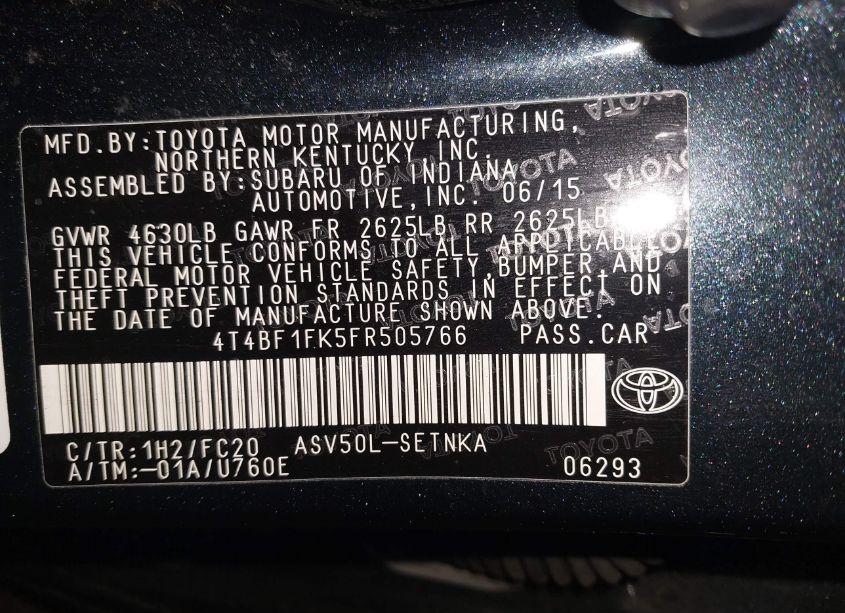 MFD.BY:TOYOTA MOTOR MANUFACTURING,
NORTHERN KENTUCKY, INC.
ASSEMBLED BY:SUBARU OF INDIANA
AUTOMOTIVE,INC. 06/15
GVWR 4630LB GAWR FR 2625LB RR 2625LB
THIS VEHICLE CONFORMS TO ALL APPLICABLE
FEDERAL MOTOR VEHICLE SAFETY,BUMPER,AND
THEFT PREVENTION STANDARDS IN EFFECT ON
THE DATE OF MANUFACTURE SHOWN ABOVE.
4T4BF1FK5FR505766 PASS.CAR
C/TR:1H2/FC20 ASV50L-SETNKA
A/TM:-01A/U760E 06293
TOYOTA